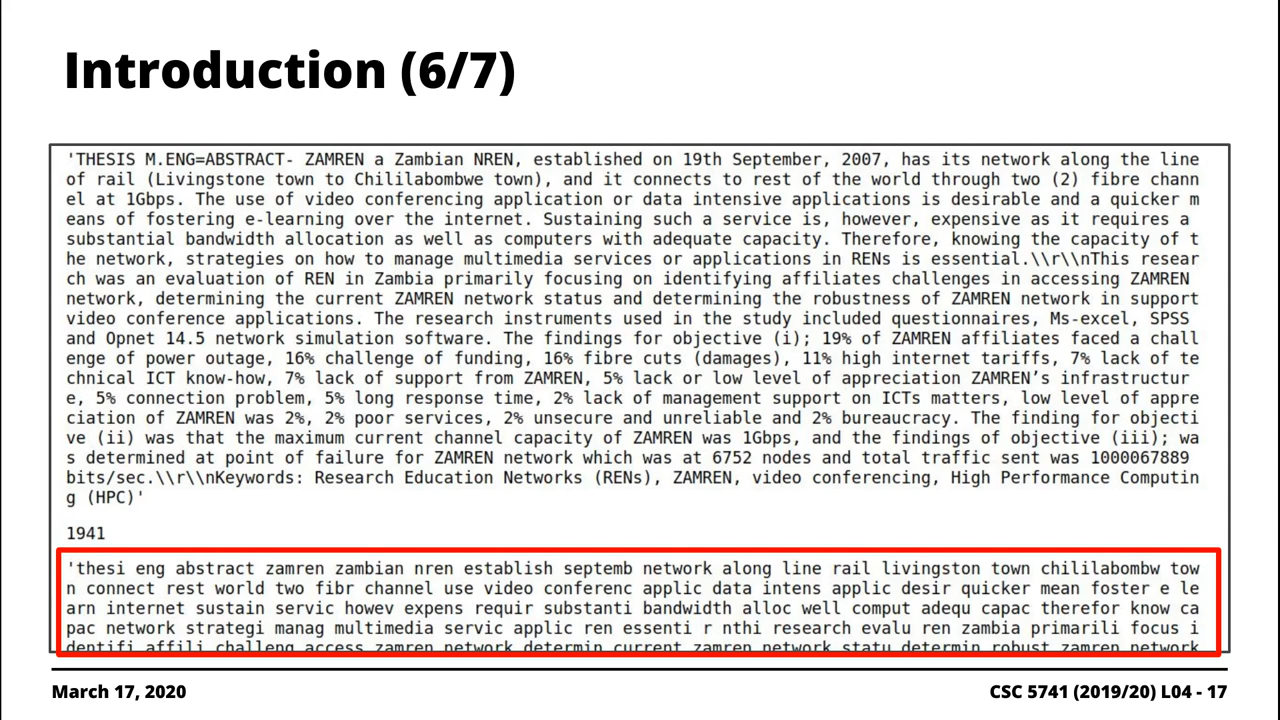 Introduction (6/7)
'THESIS M.ENG=ABSTRACT- ZAMREN a Zambian NREN, established on 19th September, 2007, has its network along the line
of rail (Livingstone town to Chililabombwe town), and it connects to rest of the world through two (2) fibre chann
el at 1Gbps. The use of video conferencing application or data intensive applications is desirable and a quicker m
eans of fostering e-learning over the internet. Sustaining such a service is, however, expensive as it requires a
substantial bandwidth allocation as well as computers with adequate capacity. Therefore, knowing the capacity of t
he network, strategies on how to manage multimedia services or applications in RENs is essential.\\r\\nThis resear
ch was an evaluation of REN in Zambia primarily focusing on identifying affiliates challenges in accessing ZAMREN
network, determining the current ZAMREN network status and determining the robustness of ZAMREN network in support
video conference applications. The research instruments used in the study included questionnaires, Ms-excel, SPSS
and Opnet 14.5 network simulation software. The findings for objective (i); 19% of ZAMREN affiliates faced a chall
enge of power outage, 16% challenge of funding, 16% fibre cuts (damages), 11% high internet tariffs, 7% lack of te
chnical ICT know-how, 7% lack of support from ZAMREN, 5% lack or low level of appreciation ZAMREN’s infrastructur
e, 5% connection problem, 5% long response time, 2% lack of management support on ICTs matters, low level of appre
ciation of ZAMREN was 2%, 2% poor services, 2% unsecure and unreliable and 2% bureaucracy. The finding for objecti
ve (ii) was that the maximum current channel capacity of ZAMREN was 1Gbps, and the findings of objective (iii); wa
s determined at point of failure for ZAMREN network which was at 6752 nodes and total traffic sent was 1000067889
bits/sec.\\r\\nKeywords: Research Education Networks (RENs), ZAMREN, video conferencing, High Performance Computin
g (HPC)'
1941
'thesi eng abstract zamren zambian nren establish septemb network along line rail livingston town chililabombw tow
n connect rest world two fibr channel use video conferenc applic data intens applic desir quicker mean foster e le
arn internet sustain servic howev expens requir substanti bandwidth alloc well comput adequ capac therefor know ca
pac network strategi manag multimedia servic applic ren essenti r nthi research evalu ren zambia primarili focus i
dentifi affili challeng access zamren network determin current zamren network statu determin robust zamren network
March 17, 2020
CSC 5741 (2019/20) L04 - 17